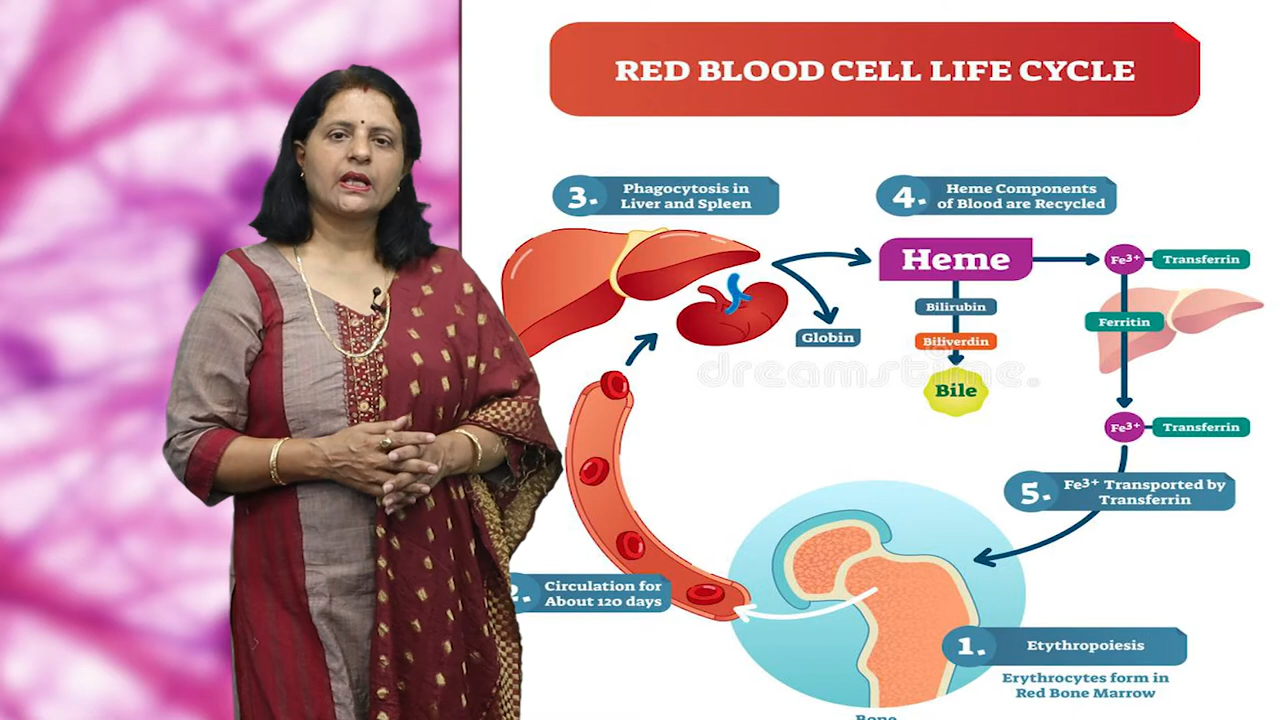 RED BLOOD CELL LIFE CYCLE
3.
Phagocytosis in
Liver and Spleen
4.
Heme Components
of Blood are Recycled
Heme
Fe3+
Transferrin
Bilirubin
Ferritin
Globin
Biliverdin
dreamstime.
Bile
Fe3+
Transferrin
5.
Fe3+ Transported by
Transferrin
2.
Circulation for
About 120 days
1.
Etythropoiesis
Erythrocytes form in
Red Bone Marrow
Bone